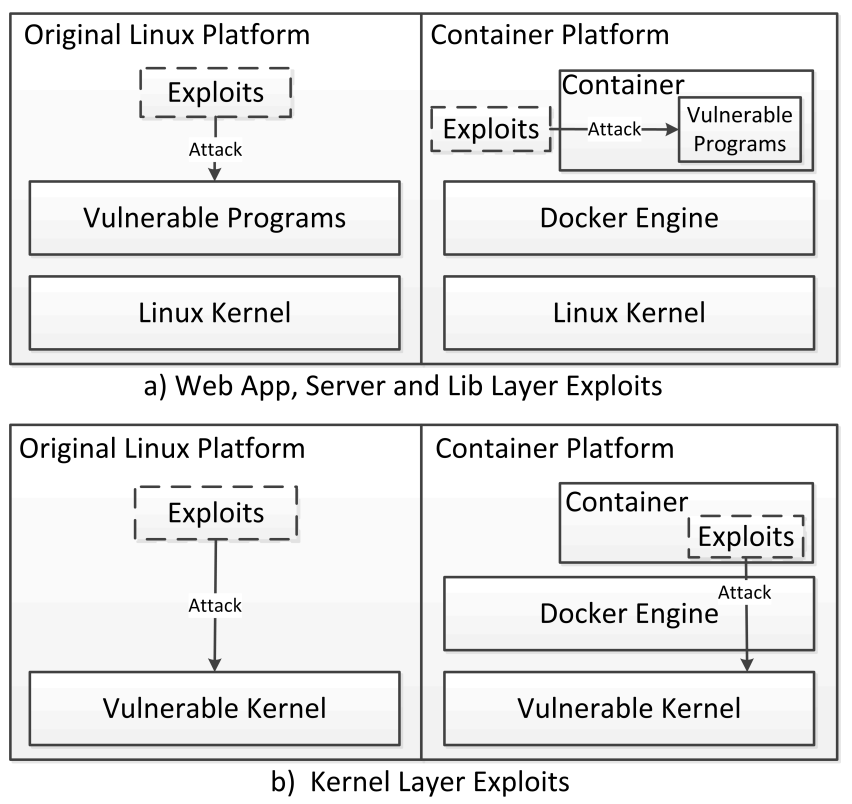 Original Linux Platform
Exploits
Attack
Vulnerable Programs
Linux Kernel
Container Platform
Container
Exploits
Attack
Vulnerable
Programs
Docker Engine
Linux Kernel
a) Web App, Server and Lib Layer Exploits
Original Linux Platform
Exploits
Attack
Vulnerable Kernel
Container Platform
Container
Exploits
Attack
Docker Engine
Vulnerable Kernel
b) Kernel Layer Exploits